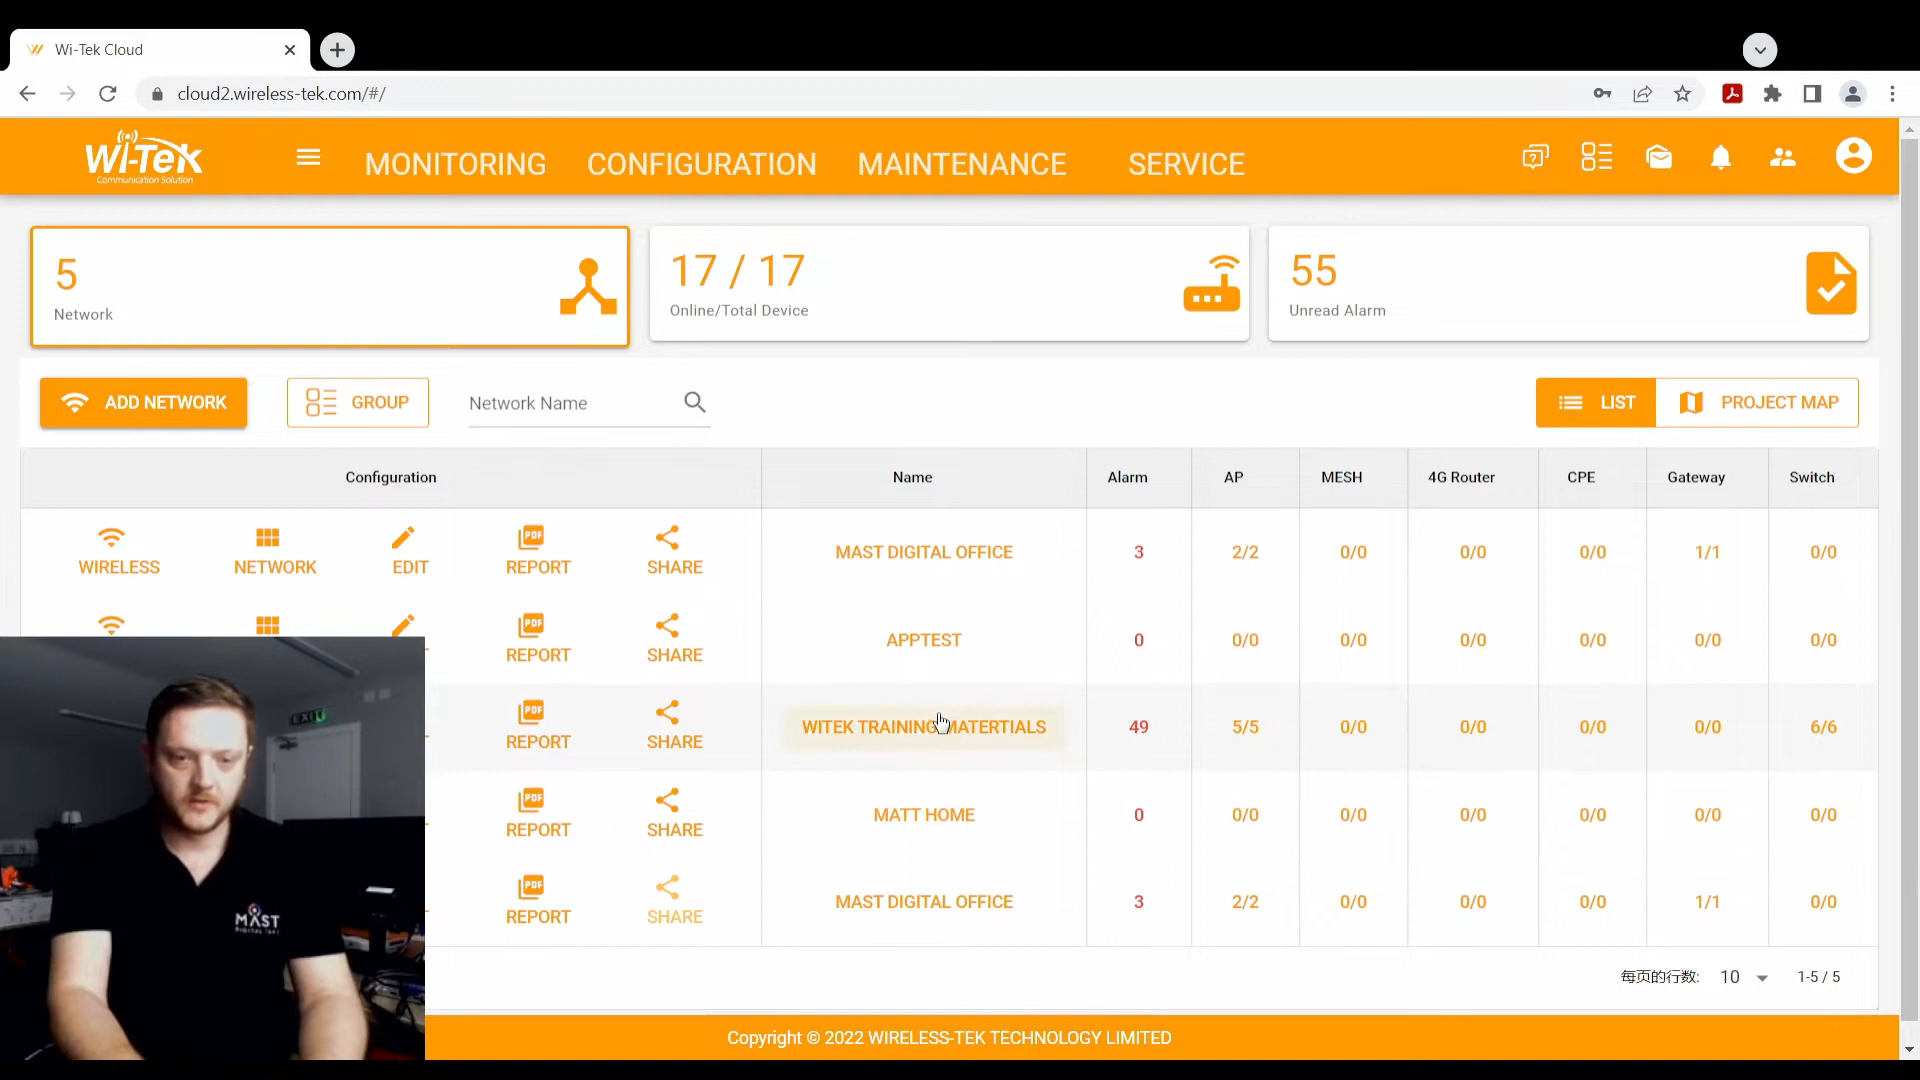 Wi-Tek Cloud
cloud2.wireless-tek.com/#/
Wi-Tek
Communication Solution
MONITORING CONFIGURATION MAINTENANCE SERVICE
5
Network
17 / 17
Online/Total Device
55
Unread Alarm
ADD NETWORK GROUP Network Name LIST PROJECT MAP
Configuration Name Alarm AP MESH 4G Router CPE Gateway Switch
WIRELESS NETWORK EDIT REPORT SHARE MAST DIGITAL OFFICE 3 2/2 0/0 0/0 0/0 1/1 0/0
REPORT SHARE APPTEST 0 0/0 0/0 0/0 0/0 0/0 0/0
REPORT SHARE WITEK TRAINING MATERTIALS 49 5/5 0/0 0/0 0/0 0/0 6/6
REPORT SHARE MATT HOME 0 0/0 0/0 0/0 0/0 0/0 0/0
REPORT SHARE MAST DIGITAL OFFICE 3 2/2 0/0 0/0 0/0 1/1 0/0
每页的行数: 10 1-5 / 5
Copyright © 2022 WIRELESS-TEK TECHNOLOGY LIMITED
EXIT
MAST